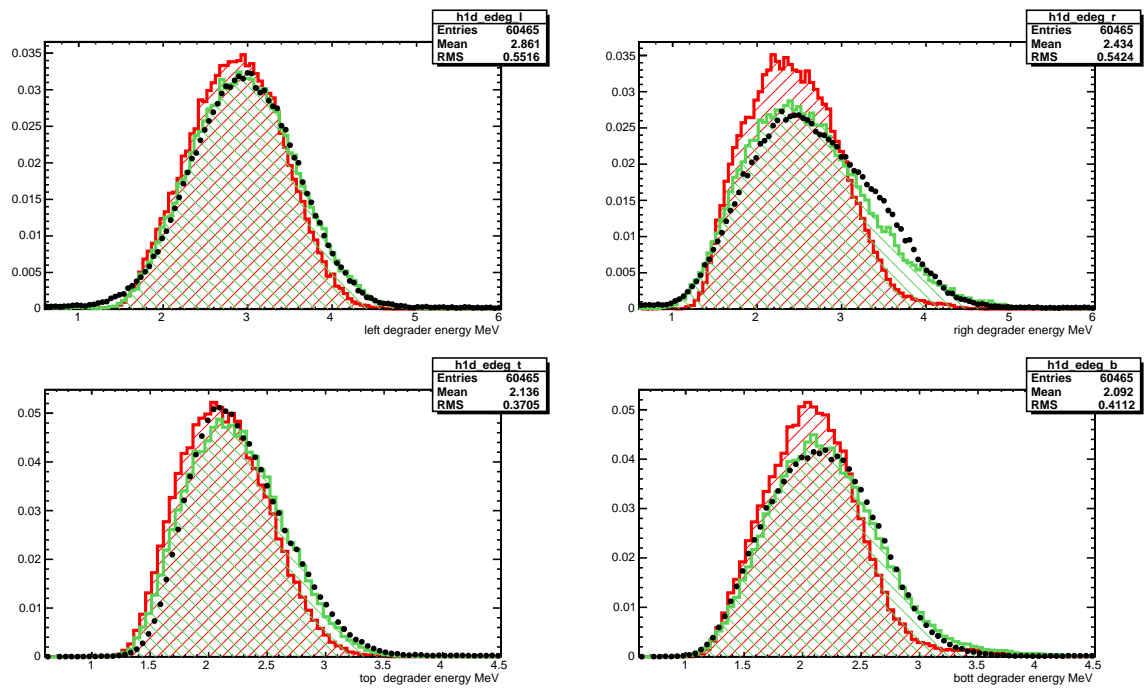 h1d_edeg_l
Entries 60465
Mean 2.861
RMS 0.5516
0.035
0.03
0.025
0.02
0.015
0.01
0.005
0
1 2 3 4 5 6
left degrader energy MeV
h1d_edeg_r
Entries 60465
Mean 2.434
RMS 0.5424
0.035
0.03
0.025
0.02
0.015
0.01
0.005
0
1 2 3 4 5 6
righ degrader energy MeV
h1d_edeg_t
Entries 60465
Mean 2.136
RMS 0.3705
0.05
0.04
0.03
0.02
0.01
0
1 1.5 2 2.5 3 3.5 4 4.5
top degrader energy MeV
h1d_edeg_b
Entries 60465
Mean 2.092
RMS 0.4112
0.05
0.04
0.03
0.02
0.01
0
1 1.5 2 2.5 3 3.5 4 4.5
bott degrader energy MeV